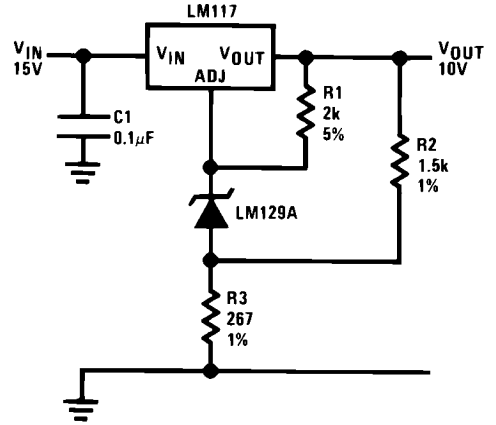 LM117
VIN
15V
VIN
VOUT
ADJ
VOUT
10V
C1
0.1µF
R1
2k
5%
R2
1.5k
1%
LM129A
R3
267
1%